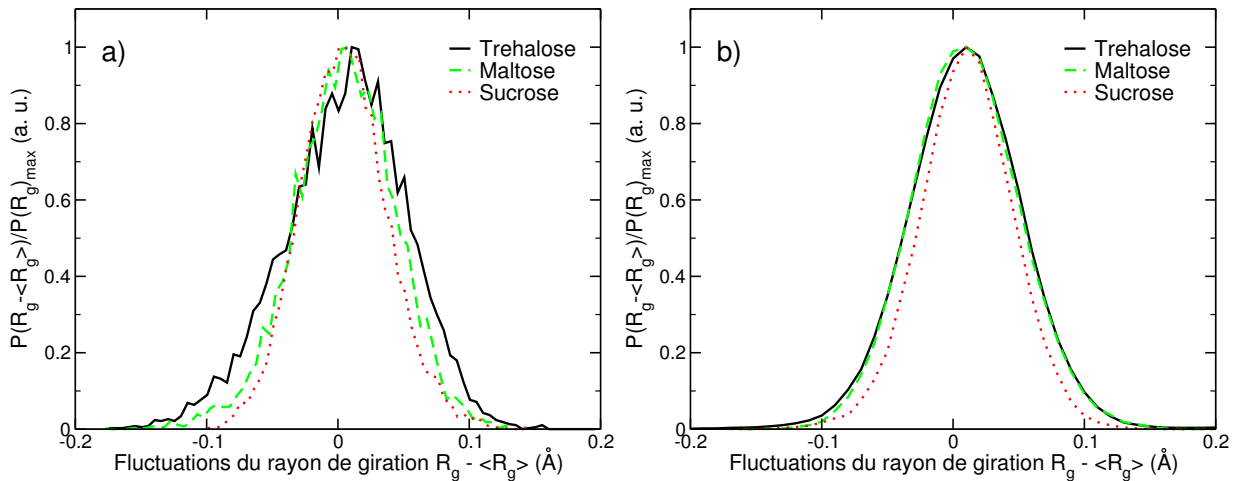 a)
Trehalose
Maltose
Sucrose
P(R_g-<R_g>)/P(R_g)_max (a. u.)
1
0.8
0.6
0.4
0.2
0
-0.2
-0.1
0
0.1
0.2
Fluctuations du rayon de giration R_g - <R_g> (Å)
b)
Trehalose
Maltose
Sucrose
P(R_g-<R_g>)/P(R_g)_max (a. u.)
1
0.8
0.6
0.4
0.2
0
-0.2
-0.1
0
0.1
0.2
Fluctuations du rayon de giration R_g - <R_g> (Å)